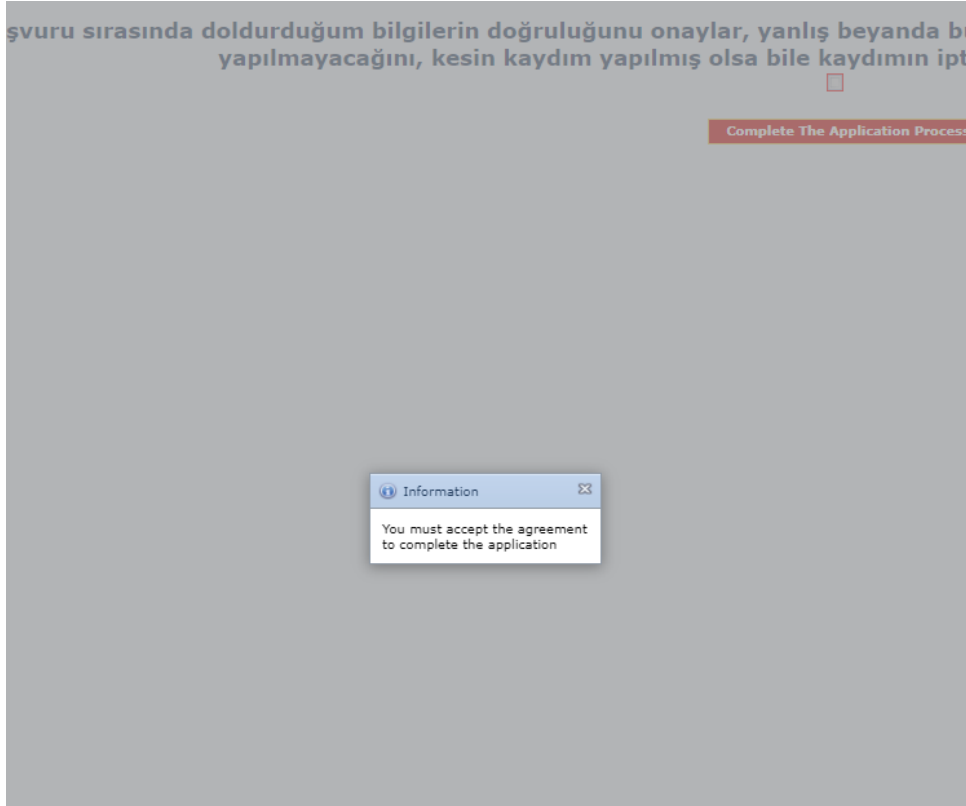 şvuru sırasında doldurduğum bilgilerin doğruluğunu onaylar, yanlış beyanda
yapılmayacağını, kesin kaydım yapılmış olsa bile kaydımın
Complete The Application Process
Information
You must accept the agreement
to complete the application